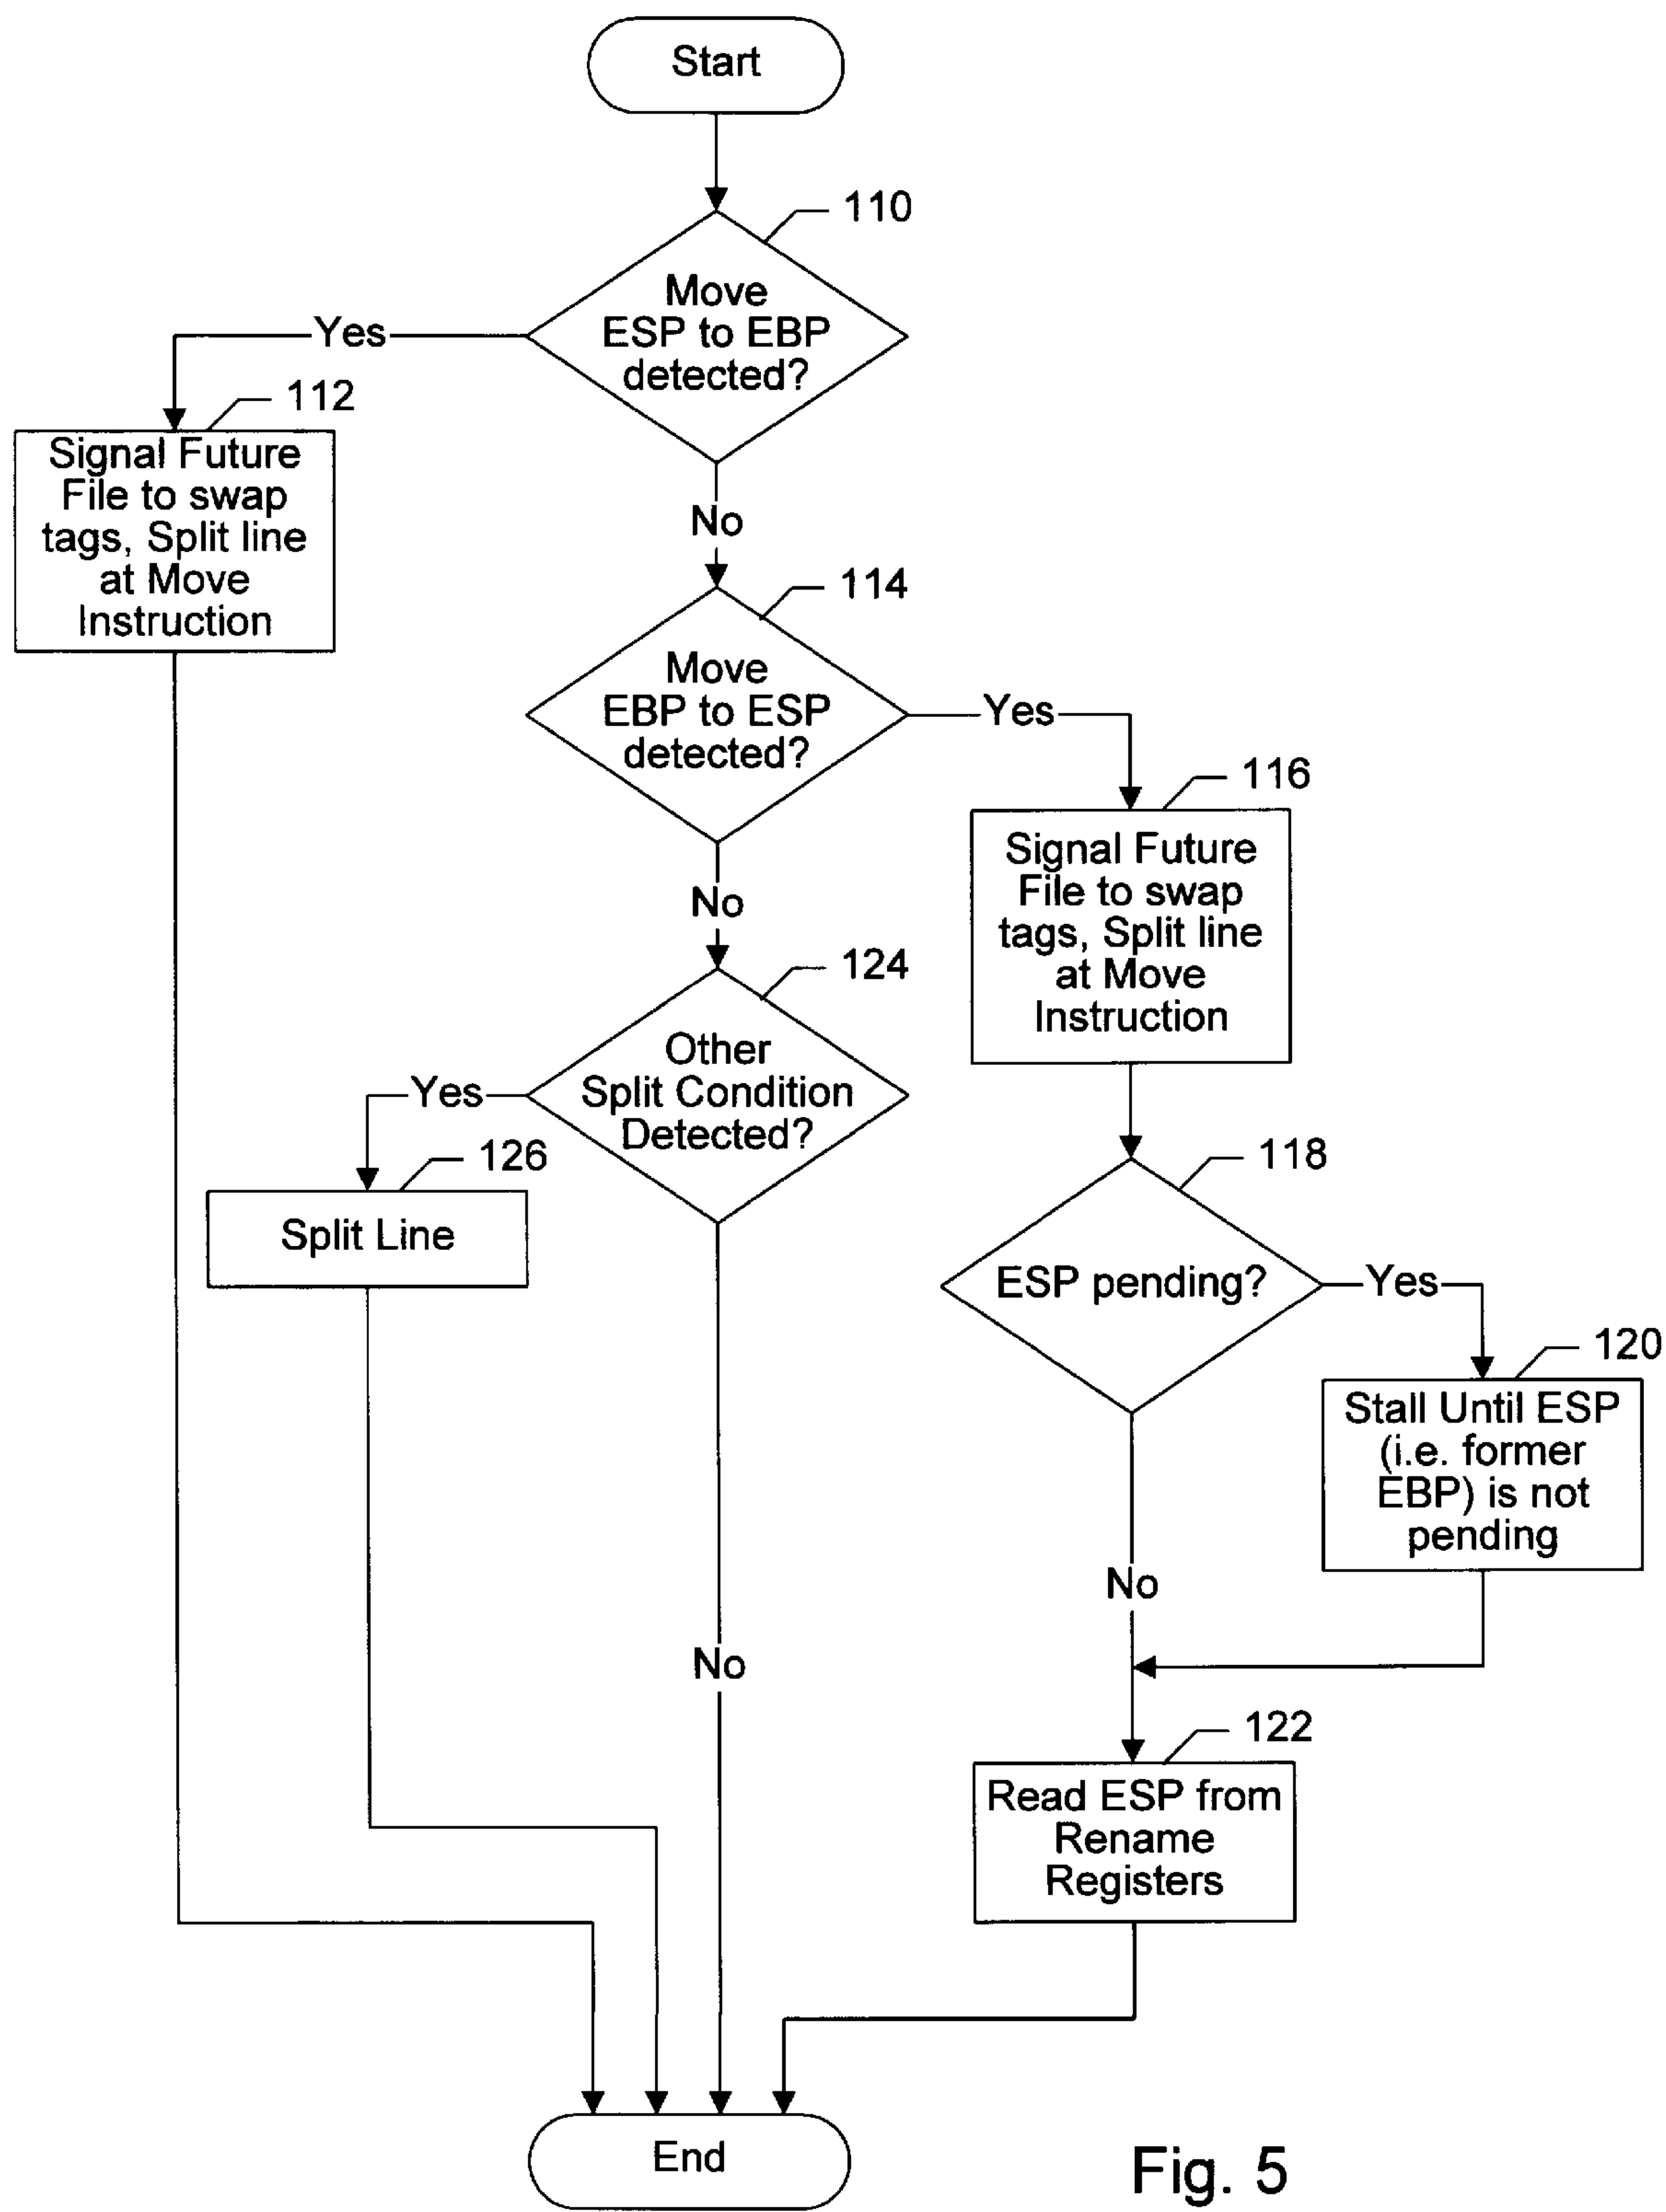 Start
110
Move
ESP to EBP
detected?
Yes
112
Signal Future
File to swap
tags, Split line
at Move
Instruction
No
114
Move
EBP to ESP
detected?
Yes
116
Signal Future
File to swap
tags, Split line
at Move
Instruction
No
124
Other
Split Condition
Detected?
Yes
126
Split Line
118
ESP pending?
Yes
120
Stall Until ESP
(i.e. former
EBP) is not
pending
No
No
122
Read ESP from
Rename
Registers
End
Fig. 5